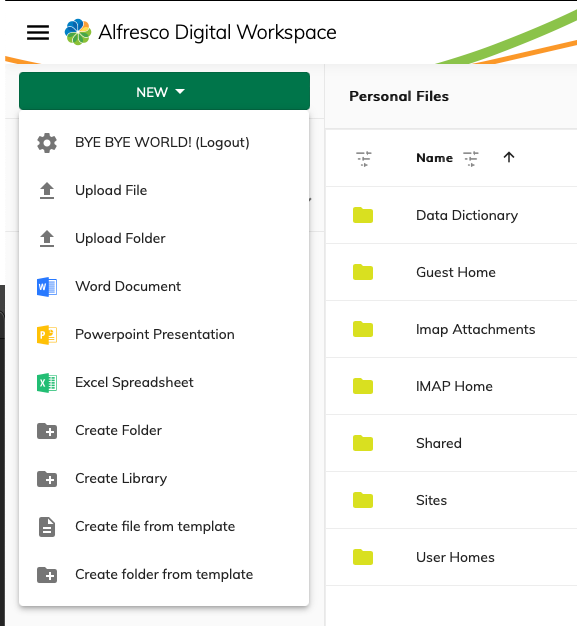 Alfresco Digital Workspace
NEW
BYE BYE WORLD! (Logout)
Upload File
Upload Folder
Word Document
Powerpoint Presentation
Excel Spreadsheet
Create Folder
Create Library
Create file from template
Create folder from template
Personal Files
Name
Data Dictionary
Guest Home
Imap Attachments
IMAP Home
Shared
Sites
User Homes